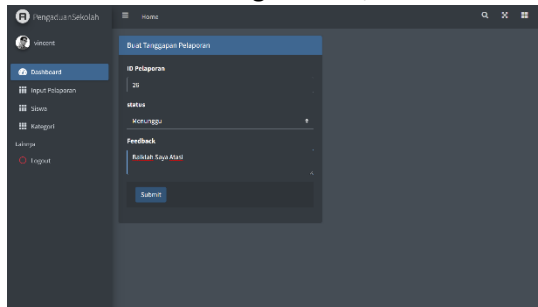 PengaduanSekolah
Home
vincent
Dashboard
Input Pelaporan
Siswa
Kategori
Lainnya
Logout
Buat Tanggapan Pelaporan
ID Pelaporan
status
Menunggu
Feedback
Baiklah Saya Atasi
Submit